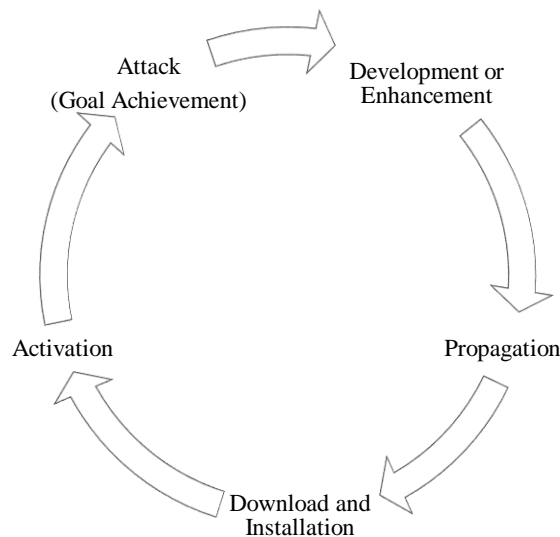 Attack
(Goal Achievement)
Development or
Enhancement
Propagation
Download and
Installation
Activation